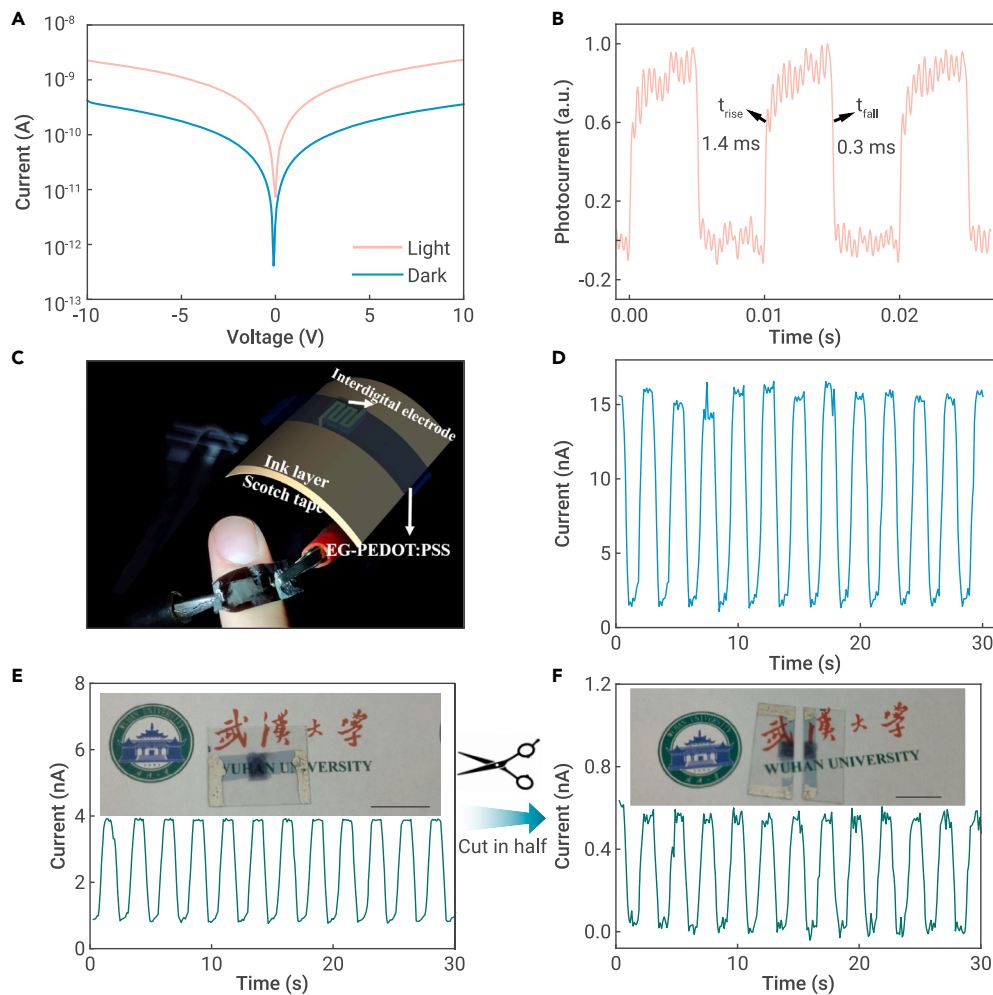 A
10⁻⁸
10⁻⁹
10⁻¹⁰
10⁻¹¹
10⁻¹²
10⁻¹³
Current (A)
Light
Dark
-10
-5
0
5
10
Voltage (V)
B
1.0
0.6
0.2
-0.2
Photocurrent (a.u.)
t_rise
1.4 ms
t_fall
0.3 ms
0.00
0.01
0.02
Time (s)
C
Interdigital electrode
Ink layer
Scotch tape
EG-PEDOT:PSS
D
15
10
5
0
Current (nA)
0
10
20
30
Time (s)
E
8
6
4
2
0
Current (nA)
武漢大学
WUHAN UNIVERSITY
0
10
20
30
Time (s)
Cut in half
F
1.2
0.8
0.4
0.0
Current (nA)
武漢大学
WUHAN UNIVERSITY
0
10
20
30
Time (s)